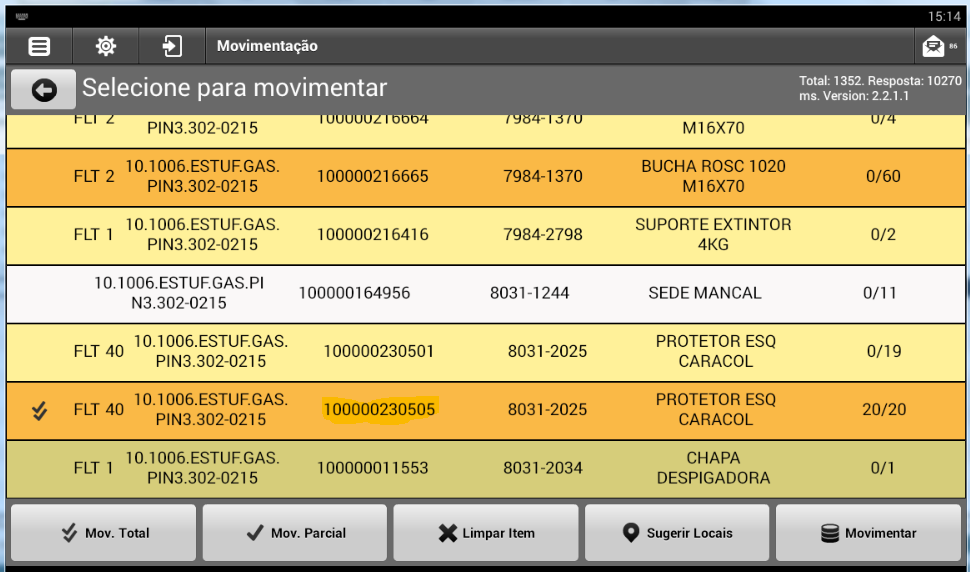 15:14
Movimentação
86
Selecione para movimentar
Total: 1352. Resposta: 10270
ms. Version: 2.2.1.1
FLT 2 PIN3.302-0215 100000216664 7984-1370 M16X70 0/4
10.1006.ESTUF.GAS. BUCHA ROSC 1020
FLT 2 100000216665 7984-1370 0/60
PIN3.302-0215 M16X70
10.1006.ESTUF.GAS. SUPORTE EXTINTOR
FLT 1 100000216416 7984-2798 0/2
PIN3.302-0215 4KG
10.1006.ESTUF.GAS.PI
100000164956 8031-1244 SEDE MANCAL 0/11
N3.302-0215
10.1006.ESTUF.GAS. PROTETOR ESQ
FLT 40 100000230501 8031-2025 0/19
PIN3.302-0215 CARACOL
10.1006.ESTUF.GAS. PROTETOR ESQ
FLT 40 100000230505 8031-2025 20/20
PIN3.302-0215 CARACOL
10.1006.ESTUF.GAS. CHAPA
FLT 1 100000011553 8031-2034 0/1
PIN3.302-0215 DESPIGADORA
Mov. Total Mov. Parcial Limpar Item Sugerir Locais Movimentar